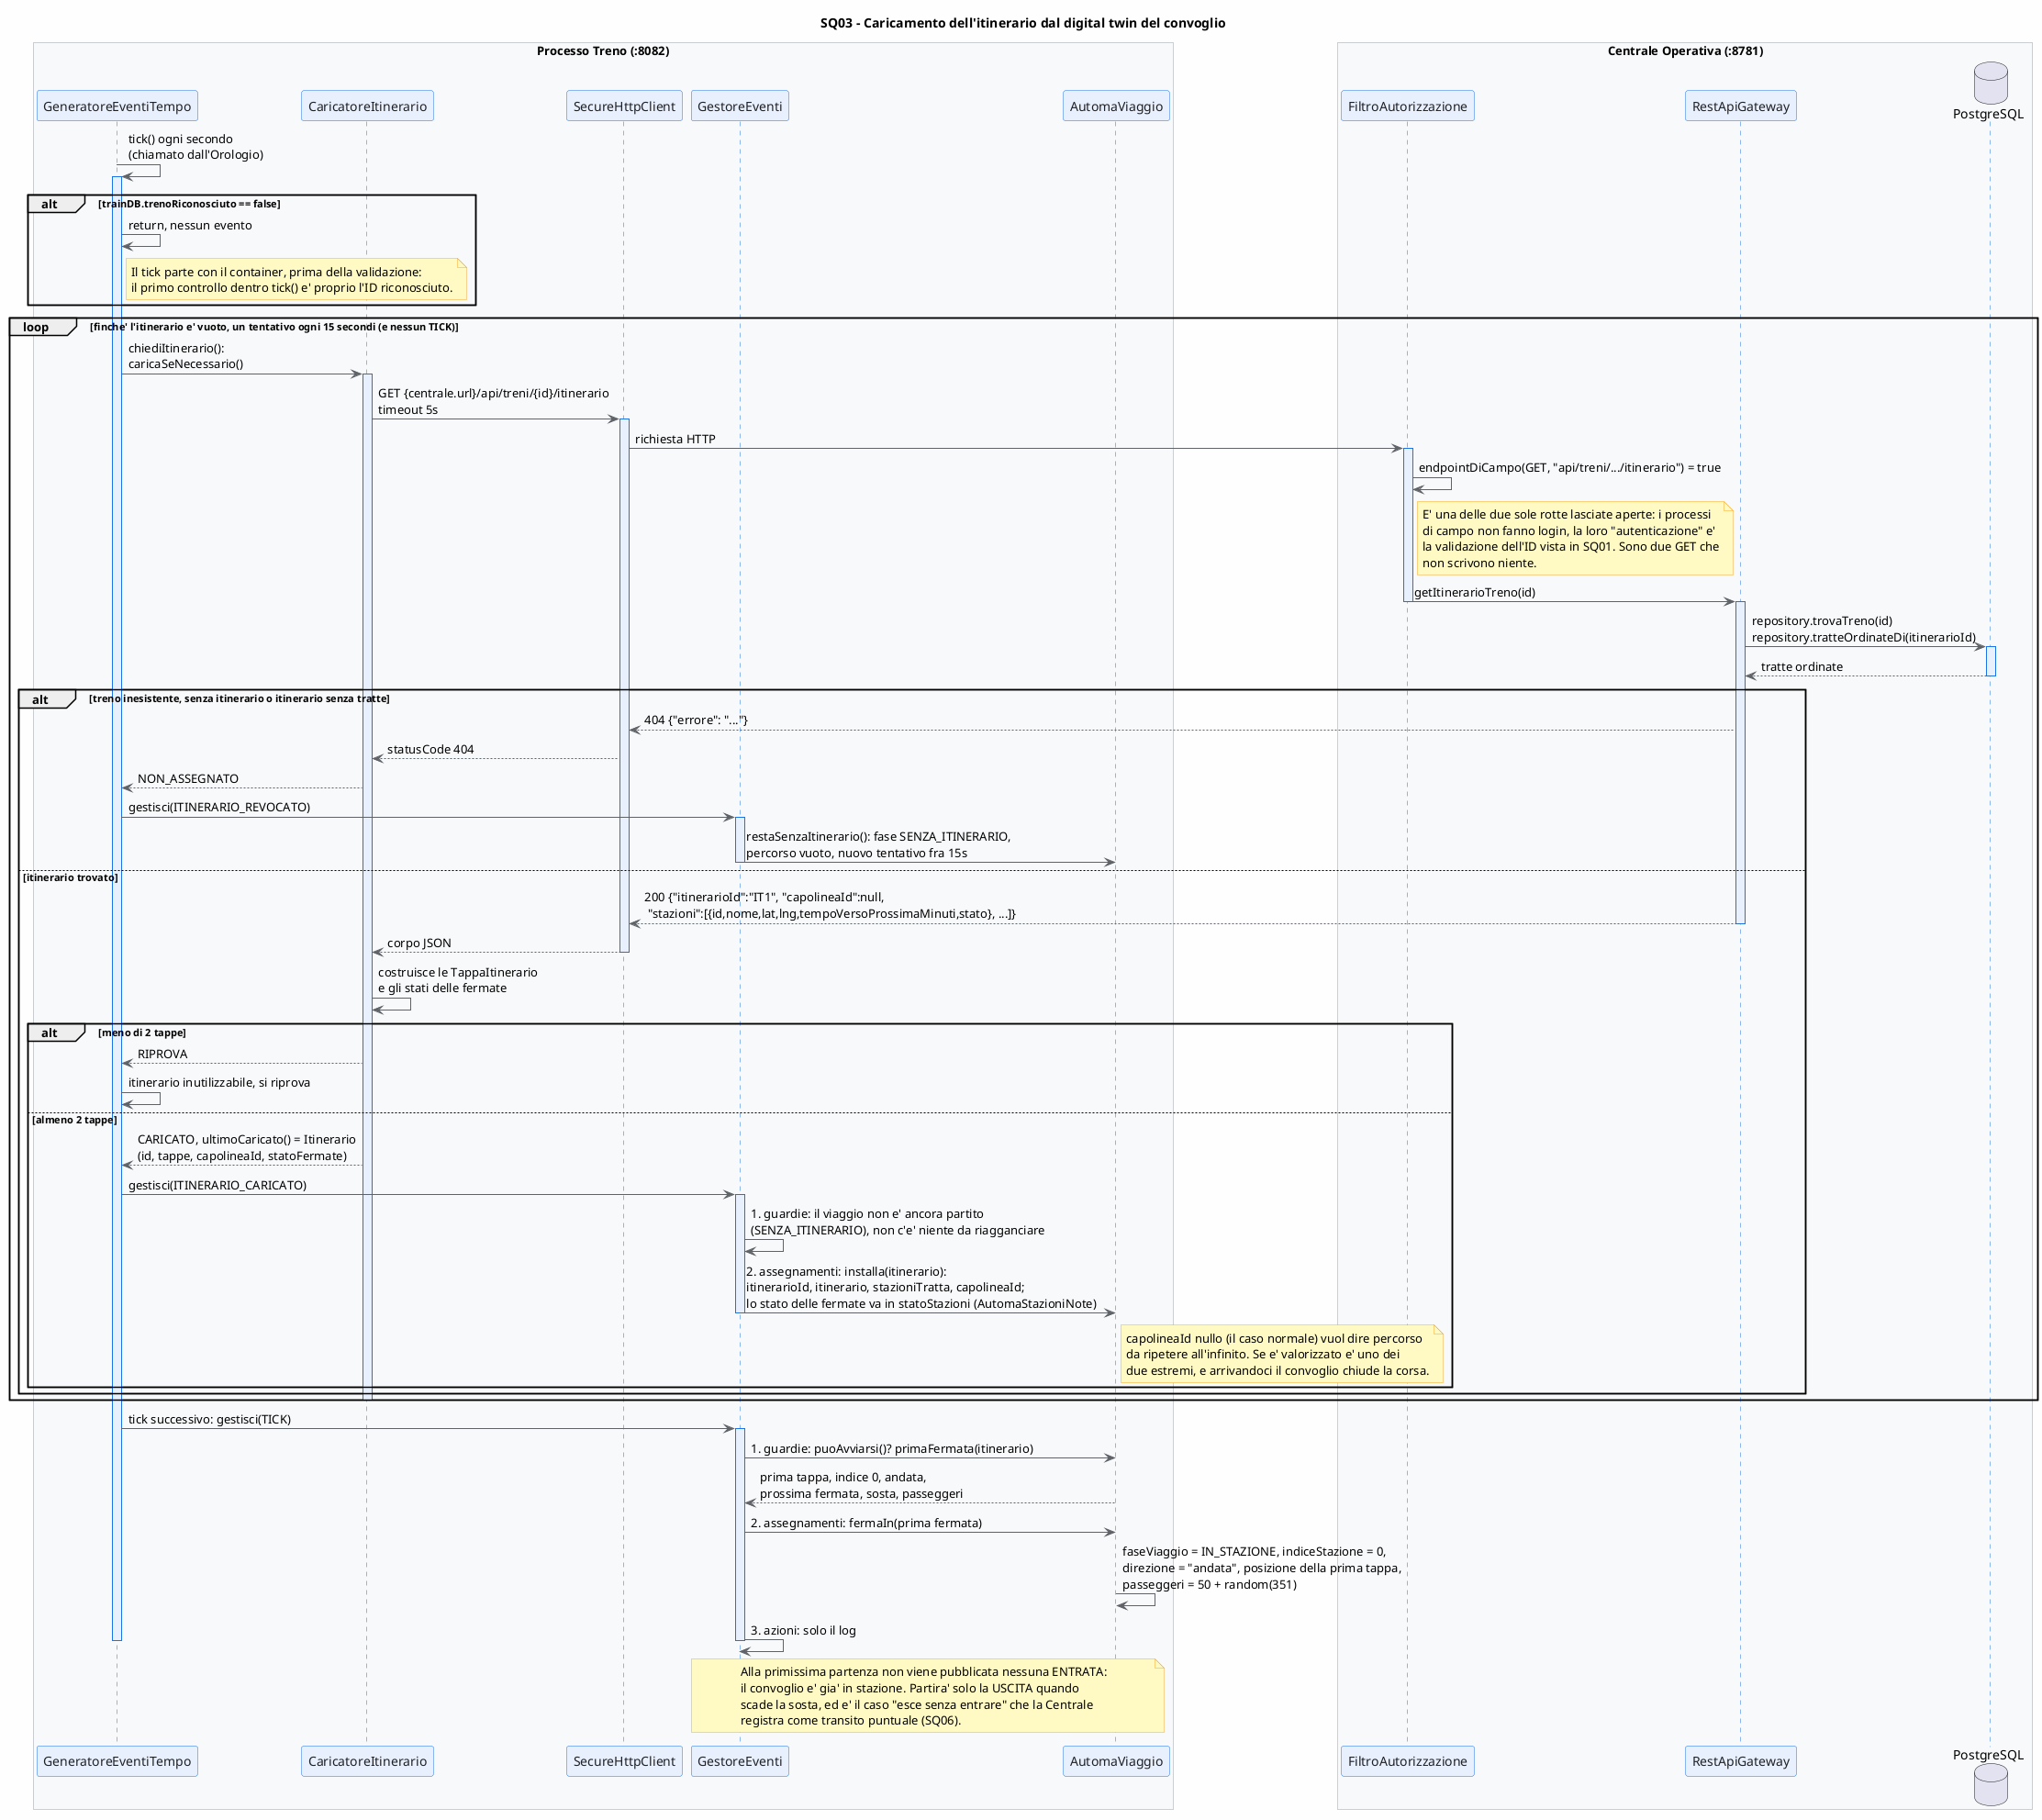 SQ03 - Caricamento dell'itinerario dal digital twin del convoglio
Processo Treno (:8082)
Centrale Operativa (:8781)
GeneratoreEventiTempo
CaricatoreItinerario
SecureHttpClient
GestoreEventi
AutomaViaggio
FiltroAutorizzazione
RestApiGateway
PostgreSQL
tick() ogni secondo
(chiamato dall'Orologio)
alt
[trainDB.trenoRiconosciuto == false]
return, nessun evento
Il tick parte con il container, prima della validazione:
il primo controllo dentro tick() e' proprio l'ID riconosciuto.
loop
[finche' l'itinerario e' vuoto, un tentativo ogni 15 secondi (e nessun TICK)]
chiediItinerario():
caricaSeNecessario()
GET {centrale.url}/api/treni/{id}/itinerario
timeout 5s
richiesta HTTP
endpointDiCampo(GET, "api/treni/.../itinerario") = true
E' una delle due sole rotte lasciate aperte: i processi
di campo non fanno login, la loro "autenticazione" e'
la validazione dell'ID vista in SQ01. Sono due GET che
non scrivono niente.
getItinerarioTreno(id)
repository.trovaTreno(id)
repository.tratteOrdinateDi(itinerarioId)
tratte ordinate
alt
[treno inesistente, senza itinerario o itinerario senza tratte]
404 {"errore": "..."}
statusCode 404
NON_ASSEGNATO
gestisci(ITINERARIO_REVOCATO)
restaSenzaItinerario(): fase SENZA_ITINERARIO,
percorso vuoto, nuovo tentativo fra 15s
[itinerario trovato]
200 {"itinerarioId":"IT1", "capolineaId":null,
"stazioni":[{id,nome,lat,lng,tempoVersoProssimaMinuti,stato}, ...]}
corpo JSON
costruisce le TappaItinerario
e gli stati delle fermate
alt
[meno di 2 tappe]
RIPROVA
itinerario inutilizzabile, si riprova
[almeno 2 tappe]
CARICATO, ultimoCaricato() = Itinerario
(id, tappe, capolineaId, statoFermate)
gestisci(ITINERARIO_CARICATO)
1. guardie: il viaggio non e' ancora partito
(SENZA_ITINERARIO), non c'e' niente da riagganciare
2. assegnamenti: installa(itinerario):
itinerarioId, itinerario, stazioniTratta, capolineaId;
lo stato delle fermate va in statoStazioni (AutomaStazioniNote)
capolineaId nullo (il caso normale) vuol dire percorso
da ripetere all'infinito. Se e' valorizzato e' uno dei
due estremi, e arrivandoci il convoglio chiude la corsa.
tick successivo: gestisci(TICK)
1. guardie: puoAvviarsi()? primaFermata(itinerario)
prima tappa, indice 0, andata,
prossima fermata, sosta, passeggeri
2. assegnamenti: fermaIn(prima fermata)
faseViaggio = IN_STAZIONE, indiceStazione = 0,
direzione = "andata", posizione della prima tappa,
passeggeri = 50 + random(351)
3. azioni: solo il log
Alla primissima partenza non viene pubblicata nessuna ENTRATA:
il convoglio e' gia' in stazione. Partira' solo la USCITA quando
scade la sosta, ed e' il caso "esce senza entrare" che la Centrale
registra come transito puntuale (SQ06).
GeneratoreEventiTempo
CaricatoreItinerario
SecureHttpClient
GestoreEventi
AutomaViaggio
FiltroAutorizzazione
RestApiGateway
PostgreSQL